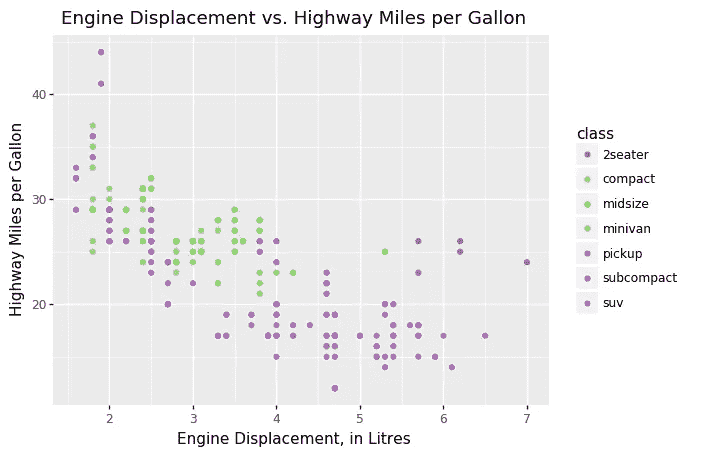 Engine Displacement vs. Highway Miles per Gallon
Highway Miles per Gallon
40
30
20
2 3 4 5 6 7
Engine Displacement, in Litres
class
2seater
compact
midsize
minivan
pickup
subcompact
suv